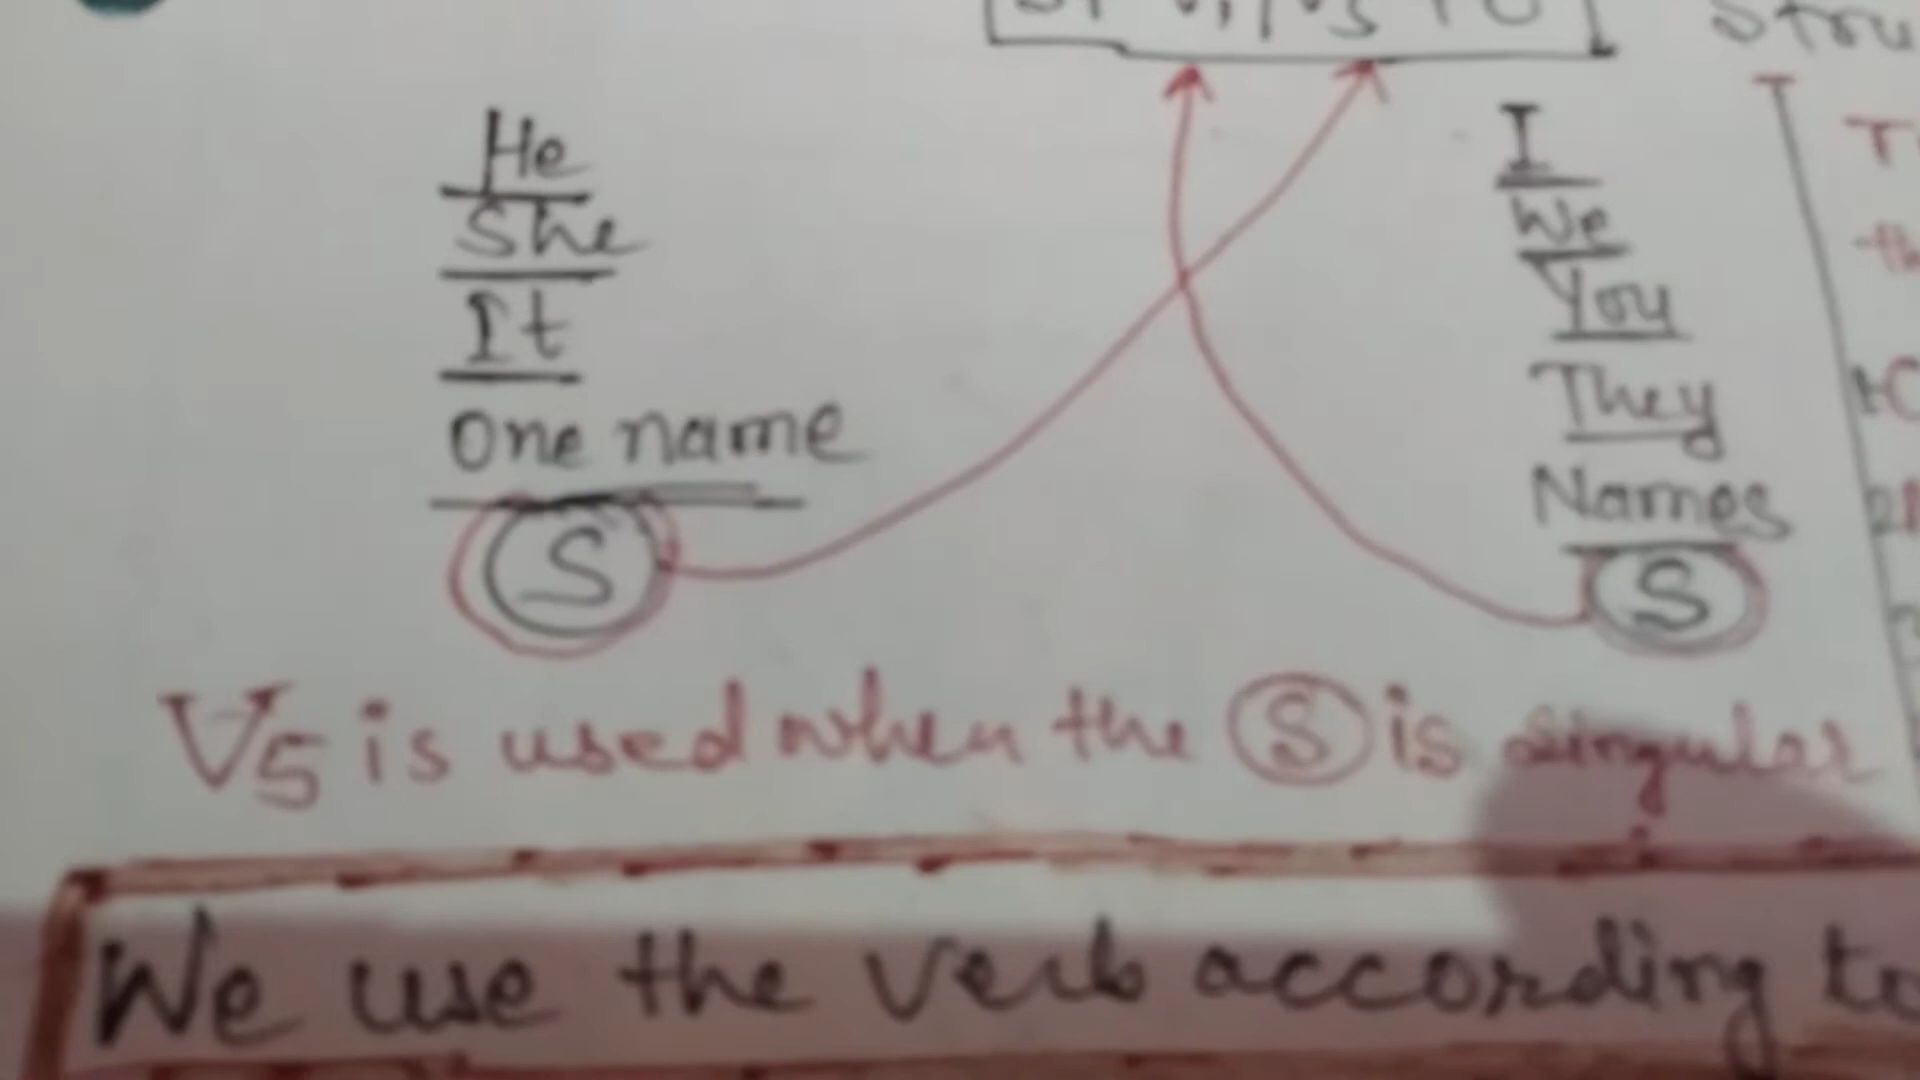 He
She
It
One name
S
I
We
You
They
Names
S
V5 is used when the S is singular
We use the verb according to